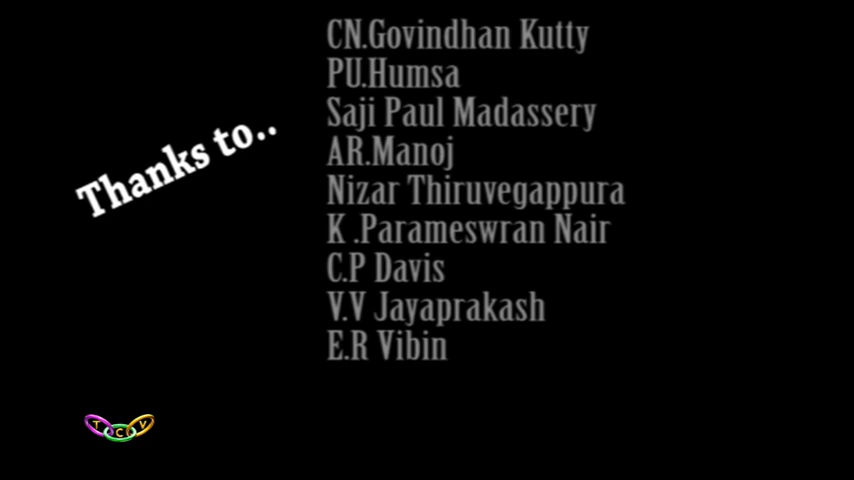 Thanks to..
CN.Govindhan Kutty
PU.Humsa
Saji Paul Madassery
AR.Manoj
Nizar Thiruvegappura
K .Parameswran Nair
C.P Davis
V.V Jayaprakash
E.R Vibin
TCV